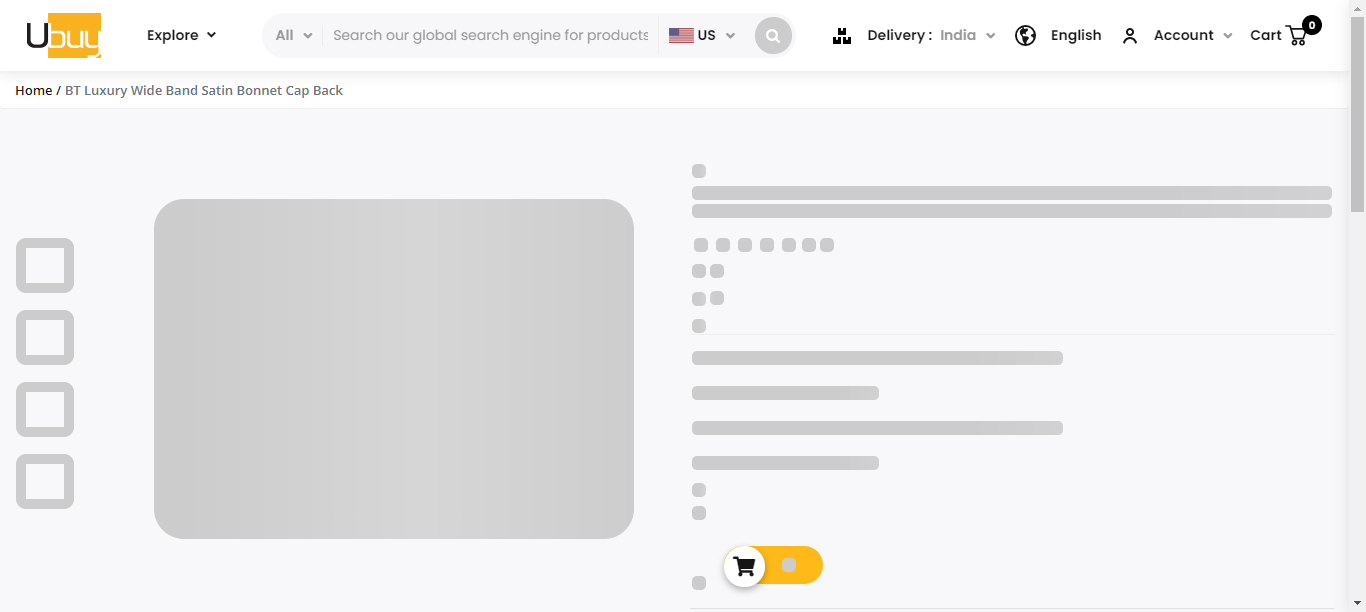 Ubuy
Explore
All
Search our global search engine for products
US
Delivery : India
English
Account
Cart
0
Home / BT Luxury Wide Band Satin Bonnet Cap Back